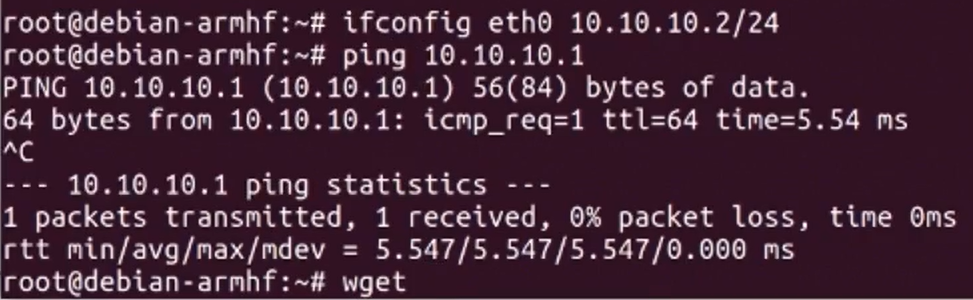 root@debian-armhf:~# ifconfig eth0 10.10.10.2/24
root@debian-armhf:~# ping 10.10.10.1
PING 10.10.10.1 (10.10.10.1) 56(84) bytes of data.
64 bytes from 10.10.10.1: icmp_req=1 ttl=64 time=5.54 ms
^C
--- 10.10.10.1 ping statistics ---
1 packets transmitted, 1 received, 0% packet loss, time 0ms
rtt min/avg/max/mdev = 5.547/5.547/5.547/0.000 ms
root@debian-armhf:~# wget